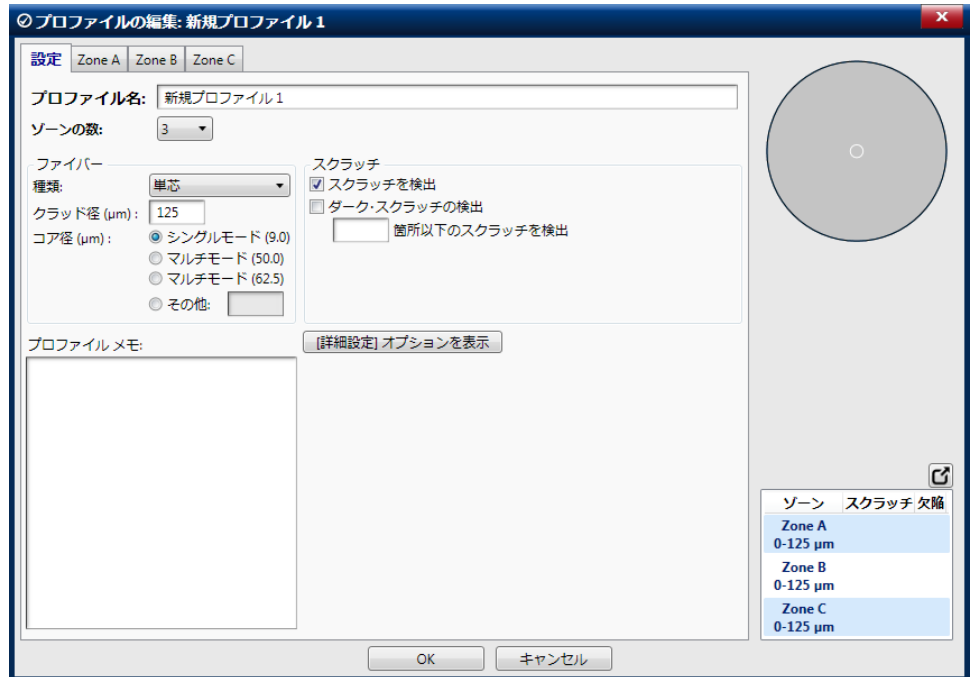 プロファイルの編集: 新規プロファイル 1
設定 Zone A Zone B Zone C
プロファイル名: 新規プロファイル 1
ゾーンの数: 3
ファイバー
種類: 単芯
クラッド径 (μm) : 125
コア径 (μm) : シングルモード (9.0)
マルチモード (50.0)
マルチモード (62.5)
その他:
スクラッチ
スクラッチを検出
ダーク・スクラッチの検出
箇所以下のスクラッチを検出
プロファイル メモ:
[詳細設定] オプションを表示
ゾーン スクラッチ 欠陥
Zone A
0-125 μm
Zone B
0-125 μm
Zone C
0-125 μm
OK キャンセル